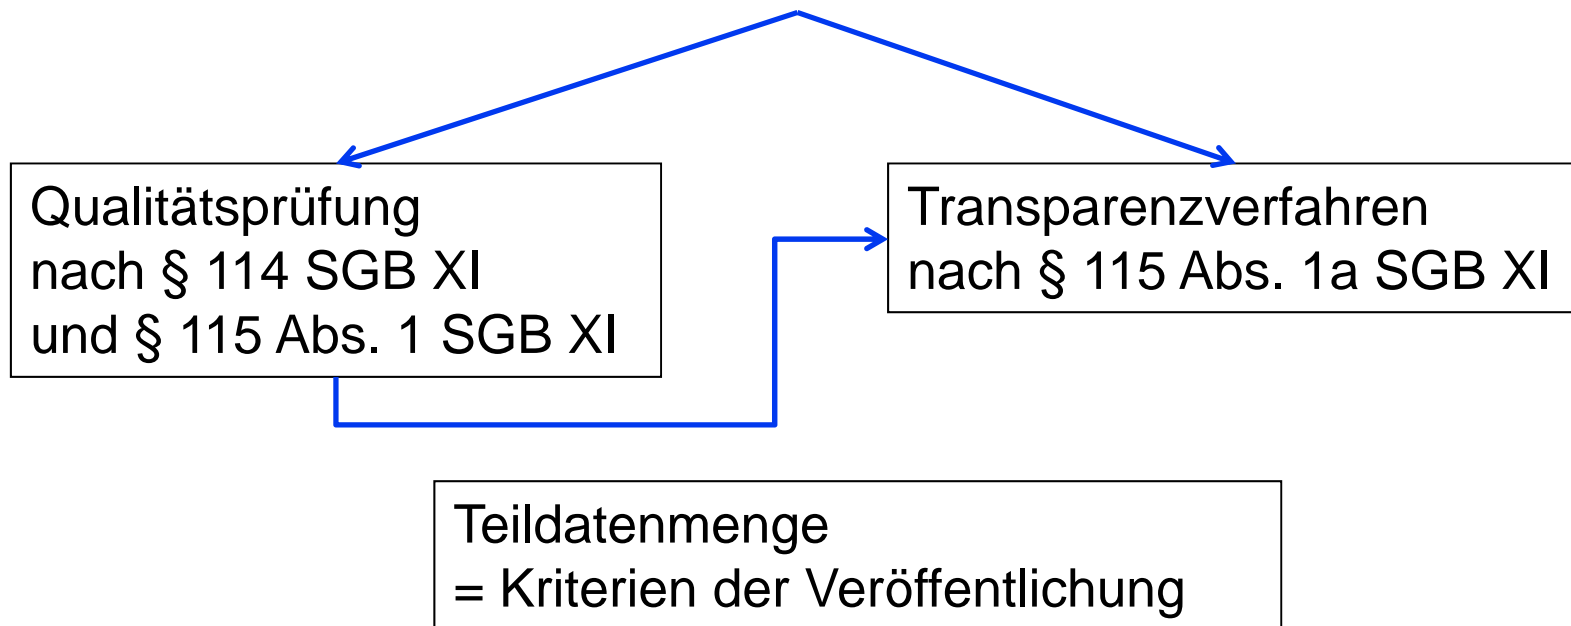 Qualitätsprüfung
nach § 114 SGB XI
und § 115 Abs. 1 SGB XI
Transparenzverfahren
nach § 115 Abs. 1a SGB XI
Teildatenmenge
= Kriterien der Veröffentlichung